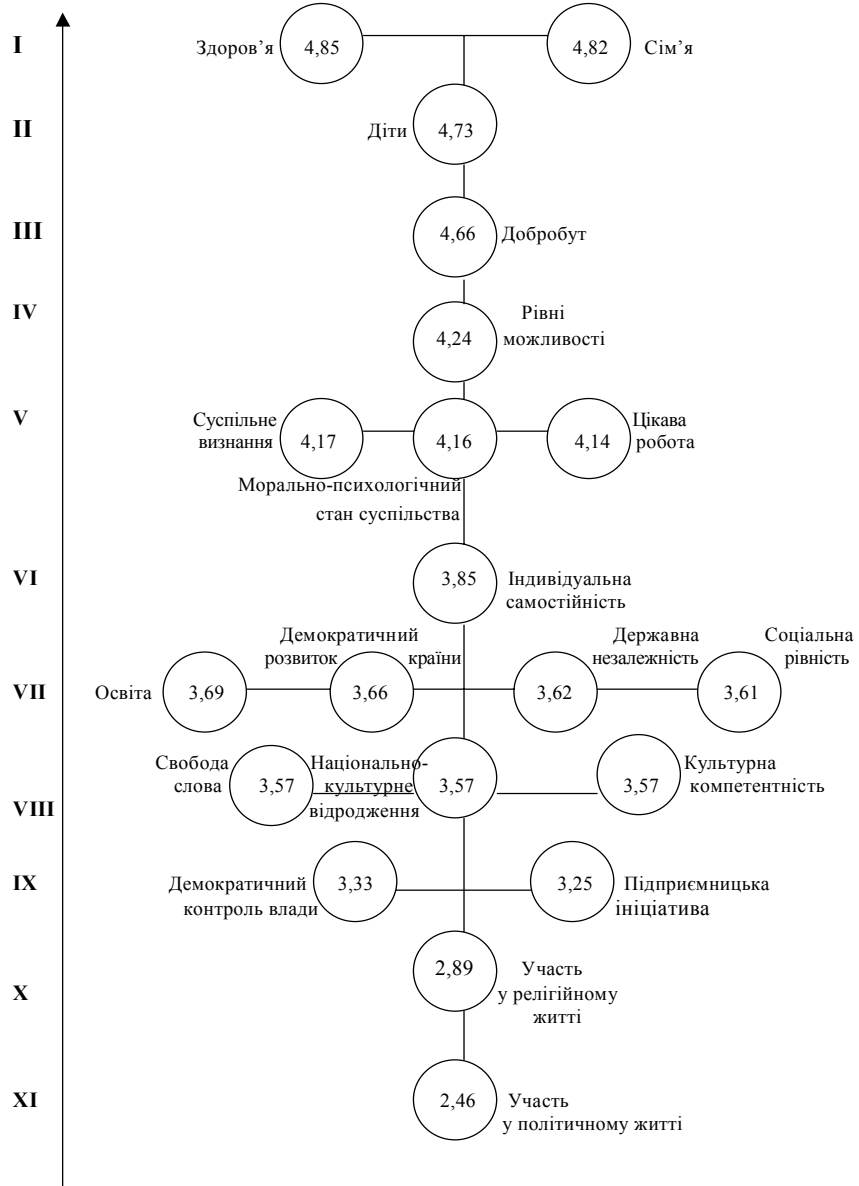 I
Здоров’я
4,85
4,82
Сім’я
II
Діти
4,73
III
4,66
Добробут
IV
Рівні
можливості
4,24
V
Суспільне
визнання
4,17
4,16
4,14
Цікава
робота
Морально-психологічний
стан суспільства
VI
3,85
Індивідуальна
самостійність
Демократичний
розвиток країни
Державна
незалежність
Соціальна
рівність
VII
Освіта
3,69
3,66
3,62
3,61
VIII
Свобода
слова
3,57
Національно-
культурне
відродження
3,57
3,57
Культурна
компетентність
IX
Демократичний
контроль влади
3,33
3,25
Підприємницька
ініціатива
X
2,89
Участь
у релігійному
житті
XI
2,46
Участь
у політичному житті